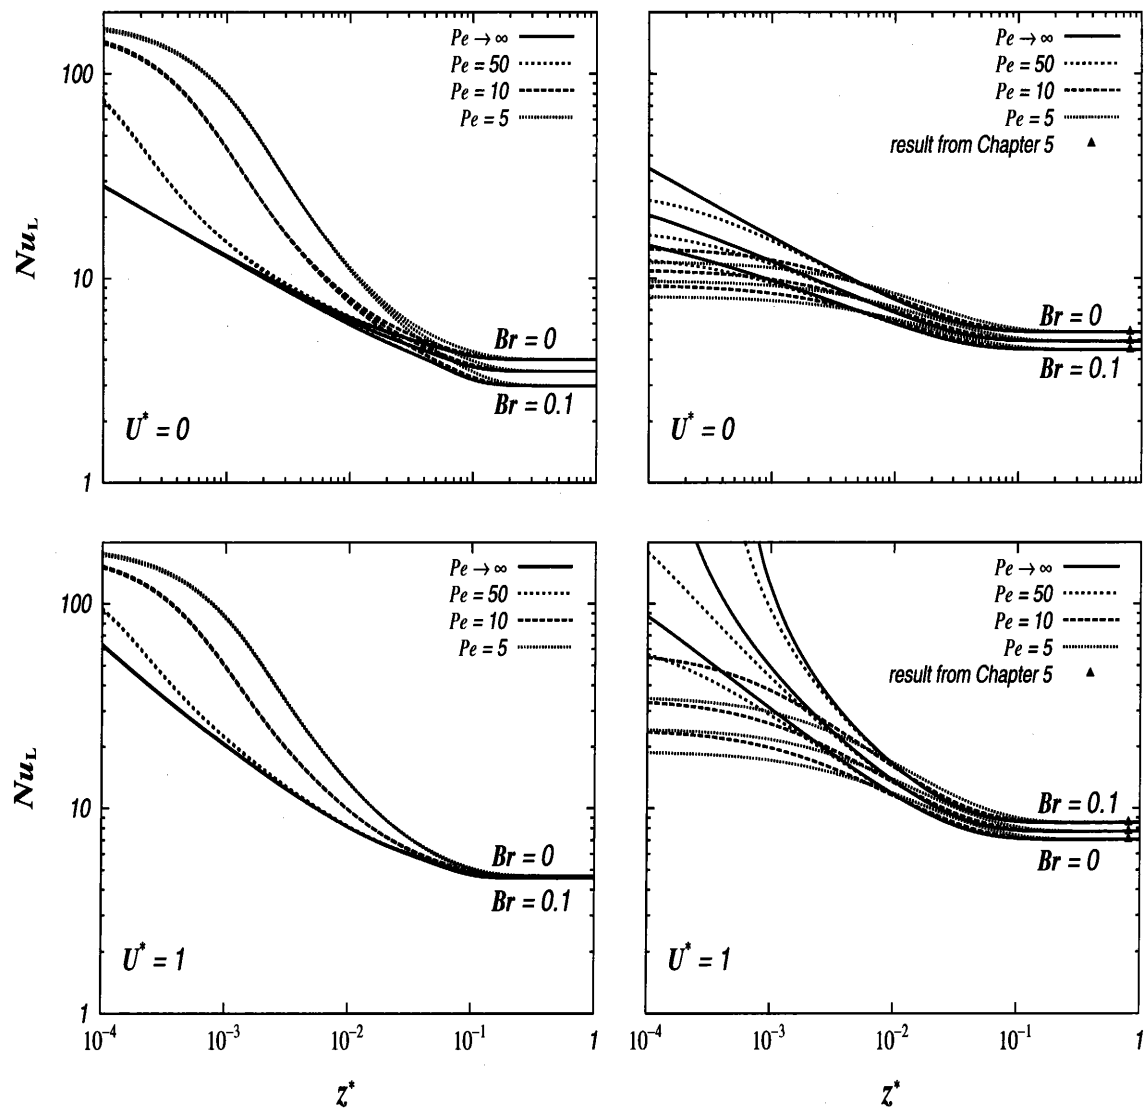 Pe → ∞
Pe = 50
Pe = 10
Pe = 5
100
10
1
Nu_L
Br = 0
Br = 0.1
U* = 0
Pe → ∞
Pe = 50
Pe = 10
Pe = 5
result from Chapter 5
Br = 0
Br = 0.1
U* = 0
Pe → ∞
Pe = 50
Pe = 10
Pe = 5
100
10
1
Nu_L
Br = 0
Br = 0.1
U* = 1
10⁻⁴ 10⁻³ 10⁻² 10⁻¹ 1
z*
Pe → ∞
Pe = 50
Pe = 10
Pe = 5
result from Chapter 5
Br = 0.1
Br = 0
U* = 1
10⁻⁴ 10⁻³ 10⁻² 10⁻¹ 1
z*